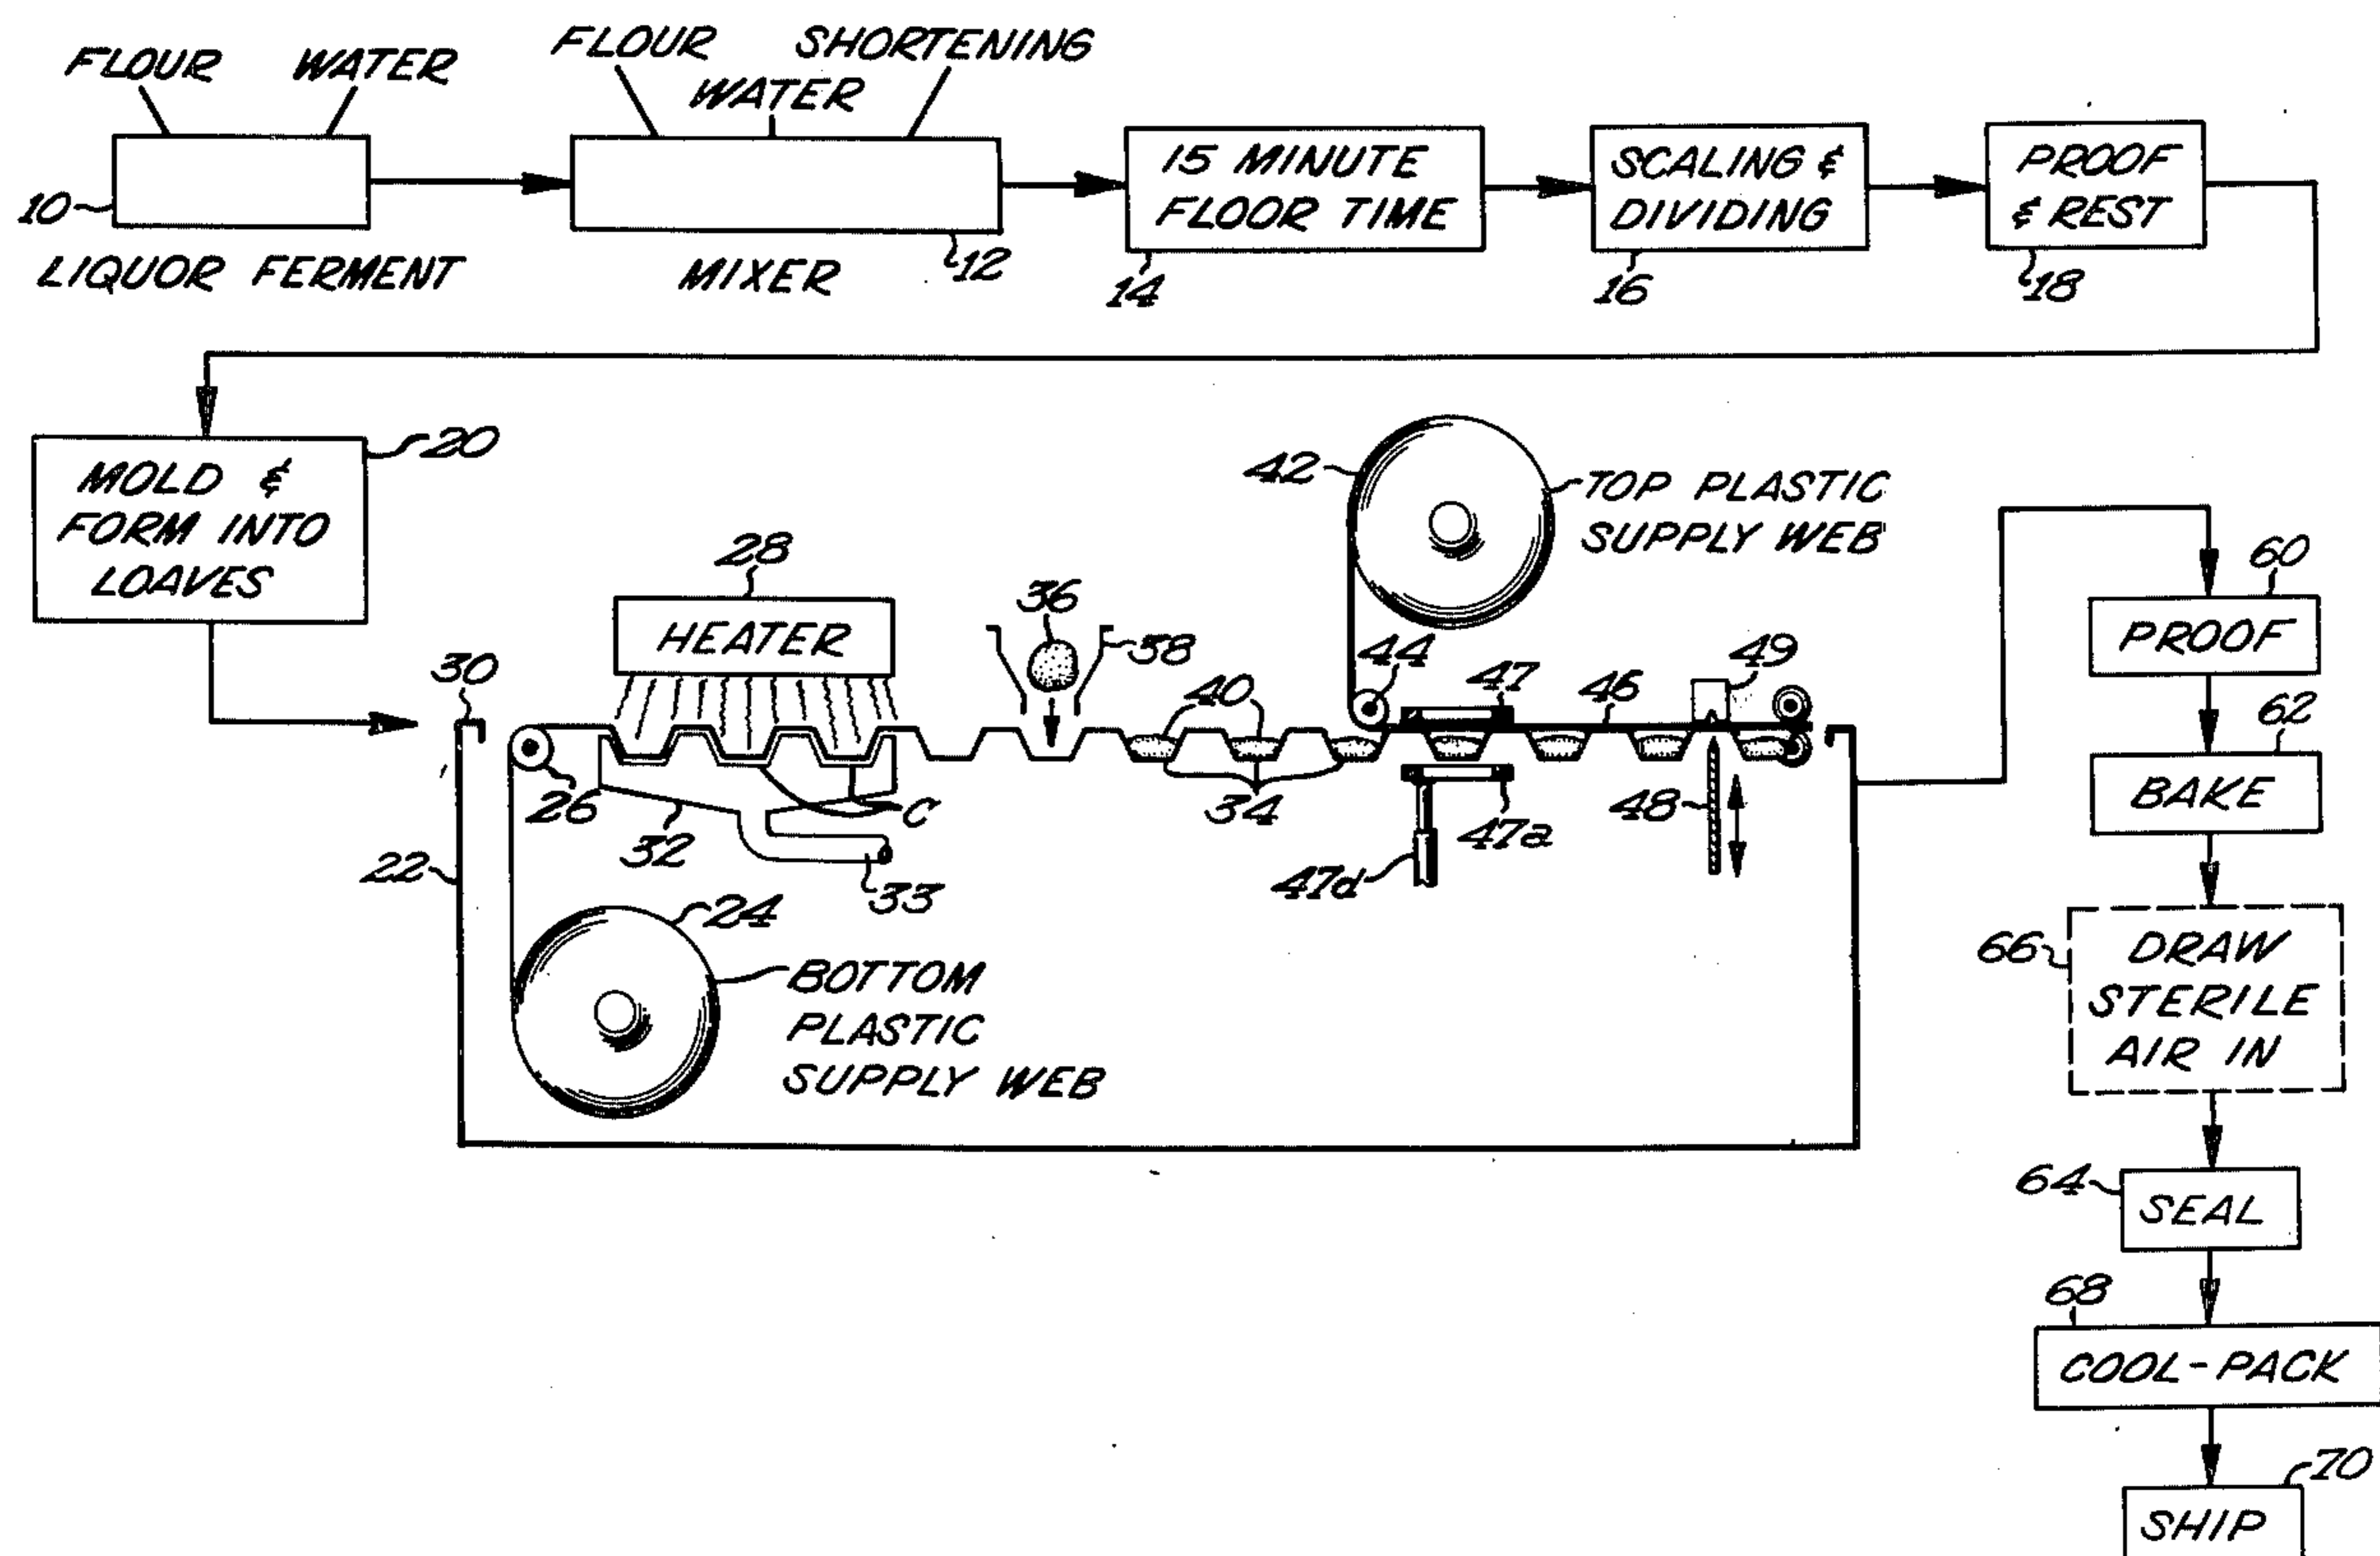 FLOUR WATER
FLOUR SHORTENING
WATER
10
LIQUOR FERMENT
MIXER
12
15 MINUTE
FLOOR TIME
14
SCALING &
DIVIDING
16
PROOF
& REST
18
MOLD &
FORM INTO
LOAVES
20
30
22
26
28
HEATER
32
33
C
24
BOTTOM
PLASTIC
SUPPLY WEB
36
38
40
34
42
TOP PLASTIC
SUPPLY WEB
44
47
46
49
47a
47d
48
60
PROOF
62
BAKE
66
DRAW
STERILE
AIR IN
64
SEAL
68
COOL-PACK
70
SHIP